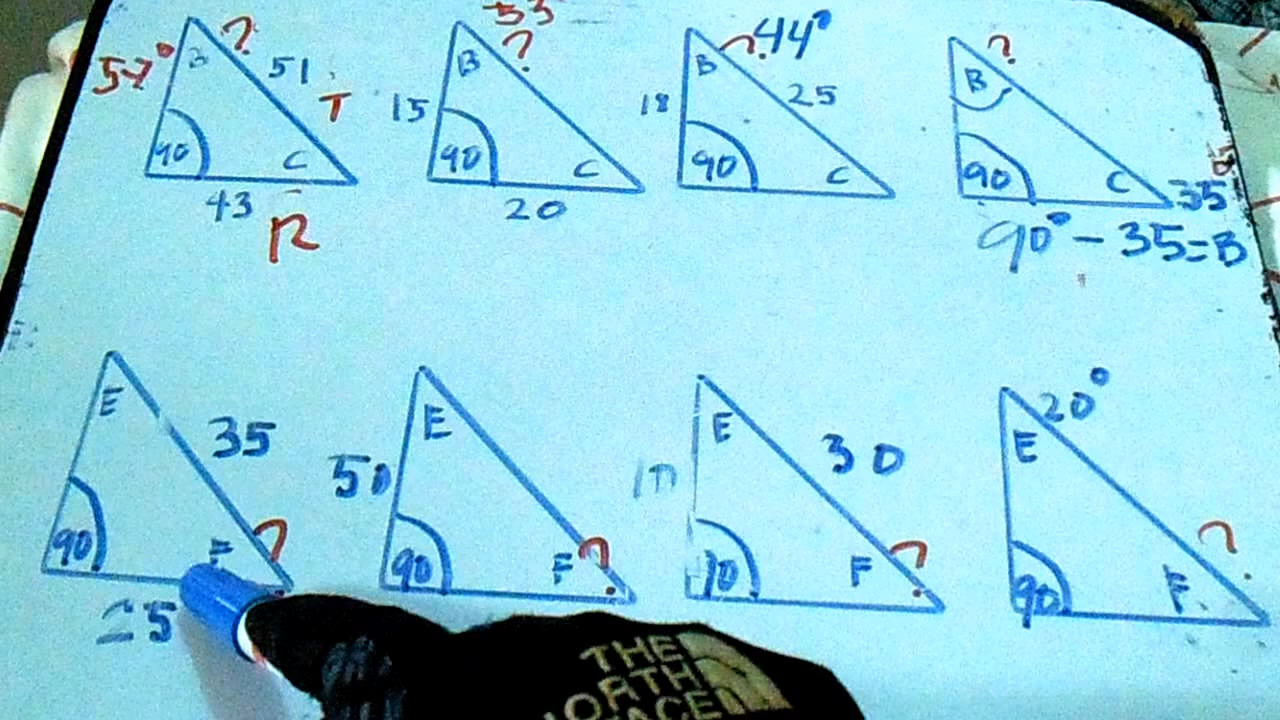 57° B ? 51 T
90 C
43 R
53
B ?
15
90 C
20
B ? 44°
18 25
90 C
B ?
90 C 35°
90° - 35 = B
E 35
90 F ?
25
E
50
90 F ?
E 30
90 F ?
E 20°
90 F ?
THE
NORTH
FACE